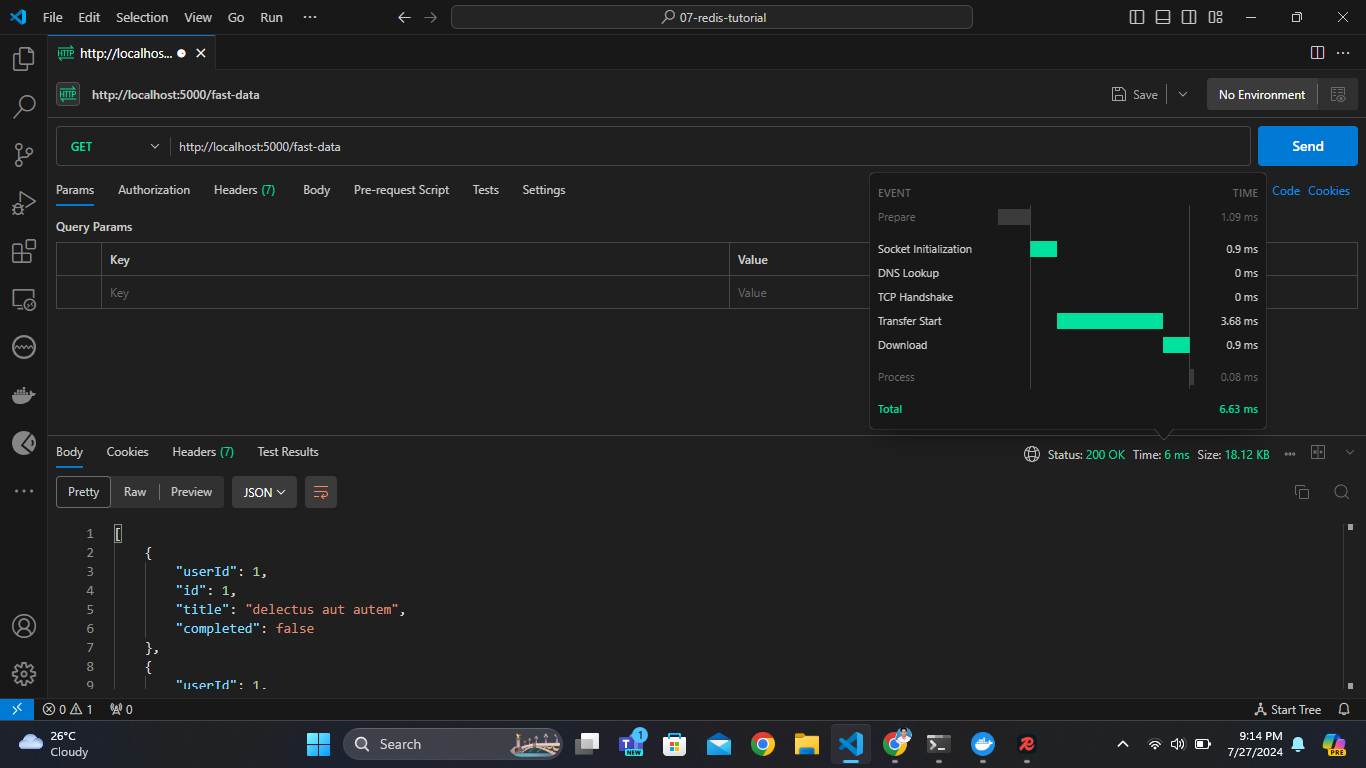 File Edit Selection View Go Run ··· 07-redis-tutorial
HTTP http://localhos...
HTTP http://localhost:5000/fast-data Save No Environment
GET http://localhost:5000/fast-data Send
Params Authorization Headers (7) Body Pre-request Script Tests Settings Code Cookies
Query Params
Key Value
Key Value
EVENT TIME
Prepare 1.09 ms
Socket Initialization 0.9 ms
DNS Lookup 0 ms
TCP Handshake 0 ms
Transfer Start 3.68 ms
Download 0.9 ms
Process 0.08 ms
Total 6.63 ms
Body Cookies Headers (7) Test Results Status: 200 OK Time: 6 ms Size: 18.12 KB
Pretty Raw Preview JSON
1 [
2 {
3 "userId": 1,
4 "id": 1,
5 "title": "delectus aut autem",
6 "completed": false
7 },
8 {
9 "userId": 1,
0 1 0 Start Tree
26°C
Cloudy
Search
1
NEW
PRE
9:14 PM
7/27/2024